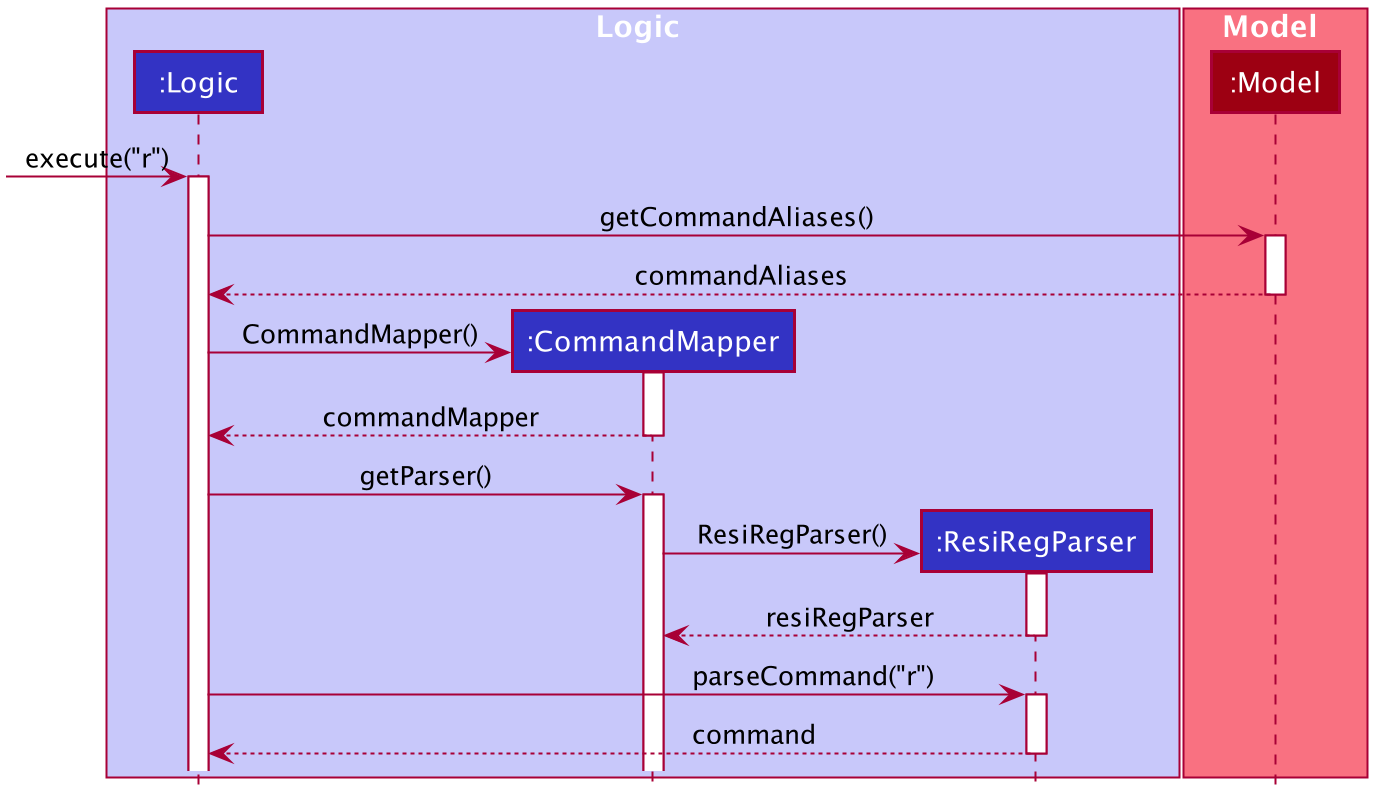 Logic
Model
:Logic
:Model
execute("r")
getCommandAliases()
commandAliases
CommandMapper()
:CommandMapper
commandMapper
getParser()
ResiRegParser()
:ResiRegParser
resiRegParser
parseCommand("r")
command